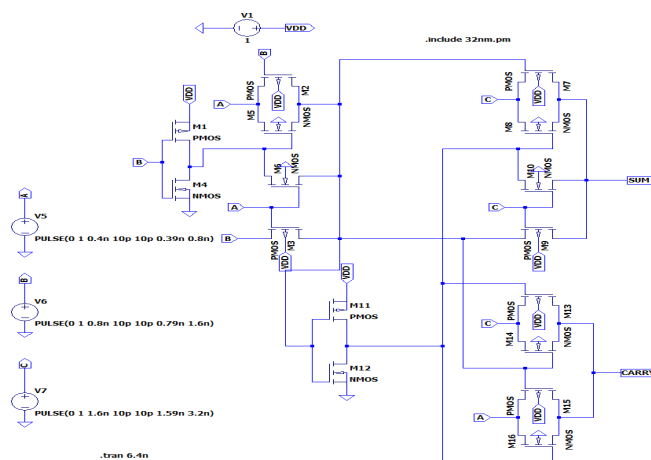 V1
1
VDD
.include 32nm.pm
B
PMOS
M2
VDD
A
M5
NMOS
VDD
M1
PMOS
B
M4
NMOS
M6
NMOS
A
B
PMOS
M3
VDD
PMOS
M7
C
VDD
M8
NMOS
M10
NMOS
C
SUM
PMOS
M9
VDD
A
V5
PULSE(0 1 0.4n 10p 10p 0.39n 0.8n)
B
V6
PULSE(0 1 0.8n 10p 10p 0.79n 1.6n)
C
V7
PULSE(0 1 1.6n 10p 10p 1.59n 3.2n)
VDD
M11
PMOS
M12
NMOS
PMOS
M13
C
VDD
M14
NMOS
CARRY
PMOS
M15
A
VDD
M16
NMOS
.tran 6.4n